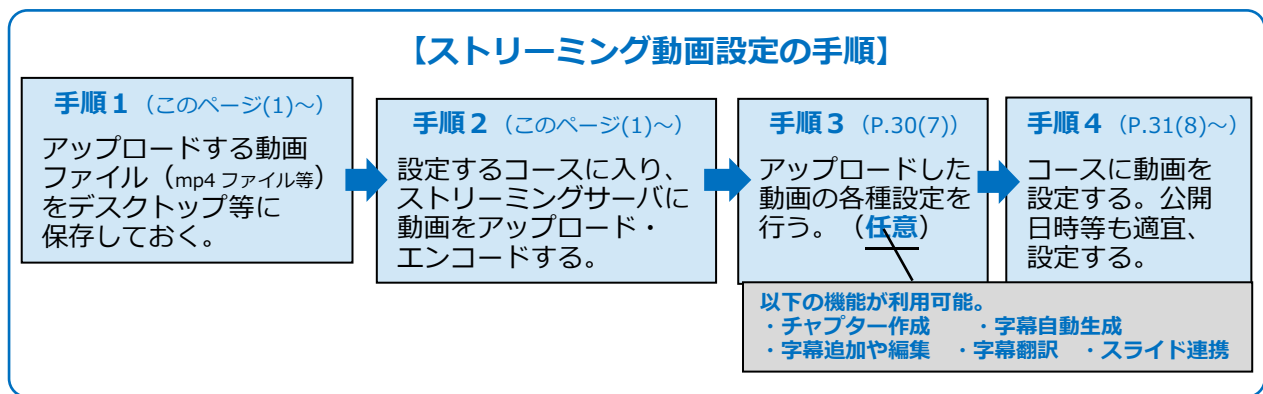 【ストリーミング動画設定の手順】
手順１（このページ(1)～）
アップロードする動画
ファイル（mp4 ファイル等）
をデスクトップ等に
保存しておく。
手順２（このページ(1)～）
設定するコースに入り、
ストリーミングサーバに
動画をアップロード・
エンコードする。
手順３（P.30(7)）
アップロードした
動画の各種設定を
行う。（任意）
手順４（P.31(8)～）
コースに動画を
設定する。公開
日時等も適宜、
設定する。
以下の機能が利用可能。
・チャプター作成　・字幕自動生成
・字幕追加や編集　・字幕翻訳　・スライド連携